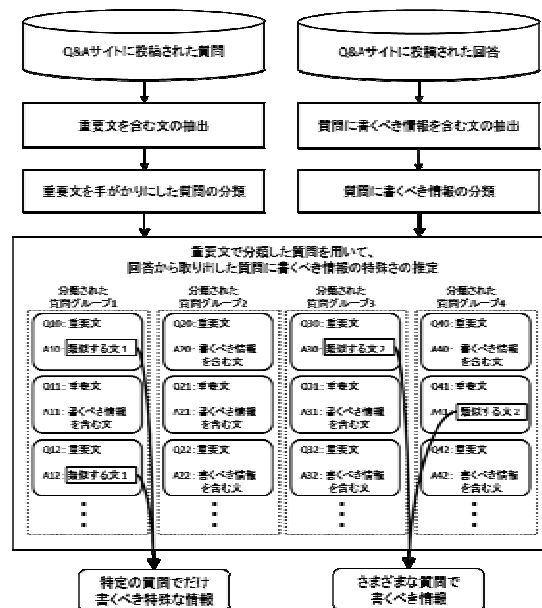 Q&Aサイトに投稿された質問
Q&Aサイトに投稿された回答
重要文を含む文の抽出
質問に書くべき情報を含む文の抽出
重要文を手がかりにした質問の分類
質問に書くべき情報の分類
重要文で分類した質問を用いて、
回答から取り出した質問に書くべき情報の特殊さの推定
分類された
質問グループ1
分類された
質問グループ2
分類された
質問グループ3
分類された
質問グループ4
Q10: 重要文
A10: 類似する文1
Q11: 重要文
A11: 書くべき情報
を含む文
Q12: 重要文
A12: 類似する文1
Q20: 重要文
A20: 書くべき情報
を含む文
Q21: 重要文
A21: 書くべき情報
を含む文
Q22: 重要文
A22: 書くべき情報
を含む文
Q30: 重要文
A30: 類似する文2
Q31: 重要文
A31: 書くべき情報
を含む文
Q32: 重要文
A32: 書くべき情報
を含む文
Q40: 重要文
A40: 書くべき情報
を含む文
Q41: 重要文
A41: 類似する文2
Q42: 重要文
A42: 書くべき情報
を含む文
特定の質問でだけ
書くべき特殊な情報
さまざまな質問で
書くべき情報